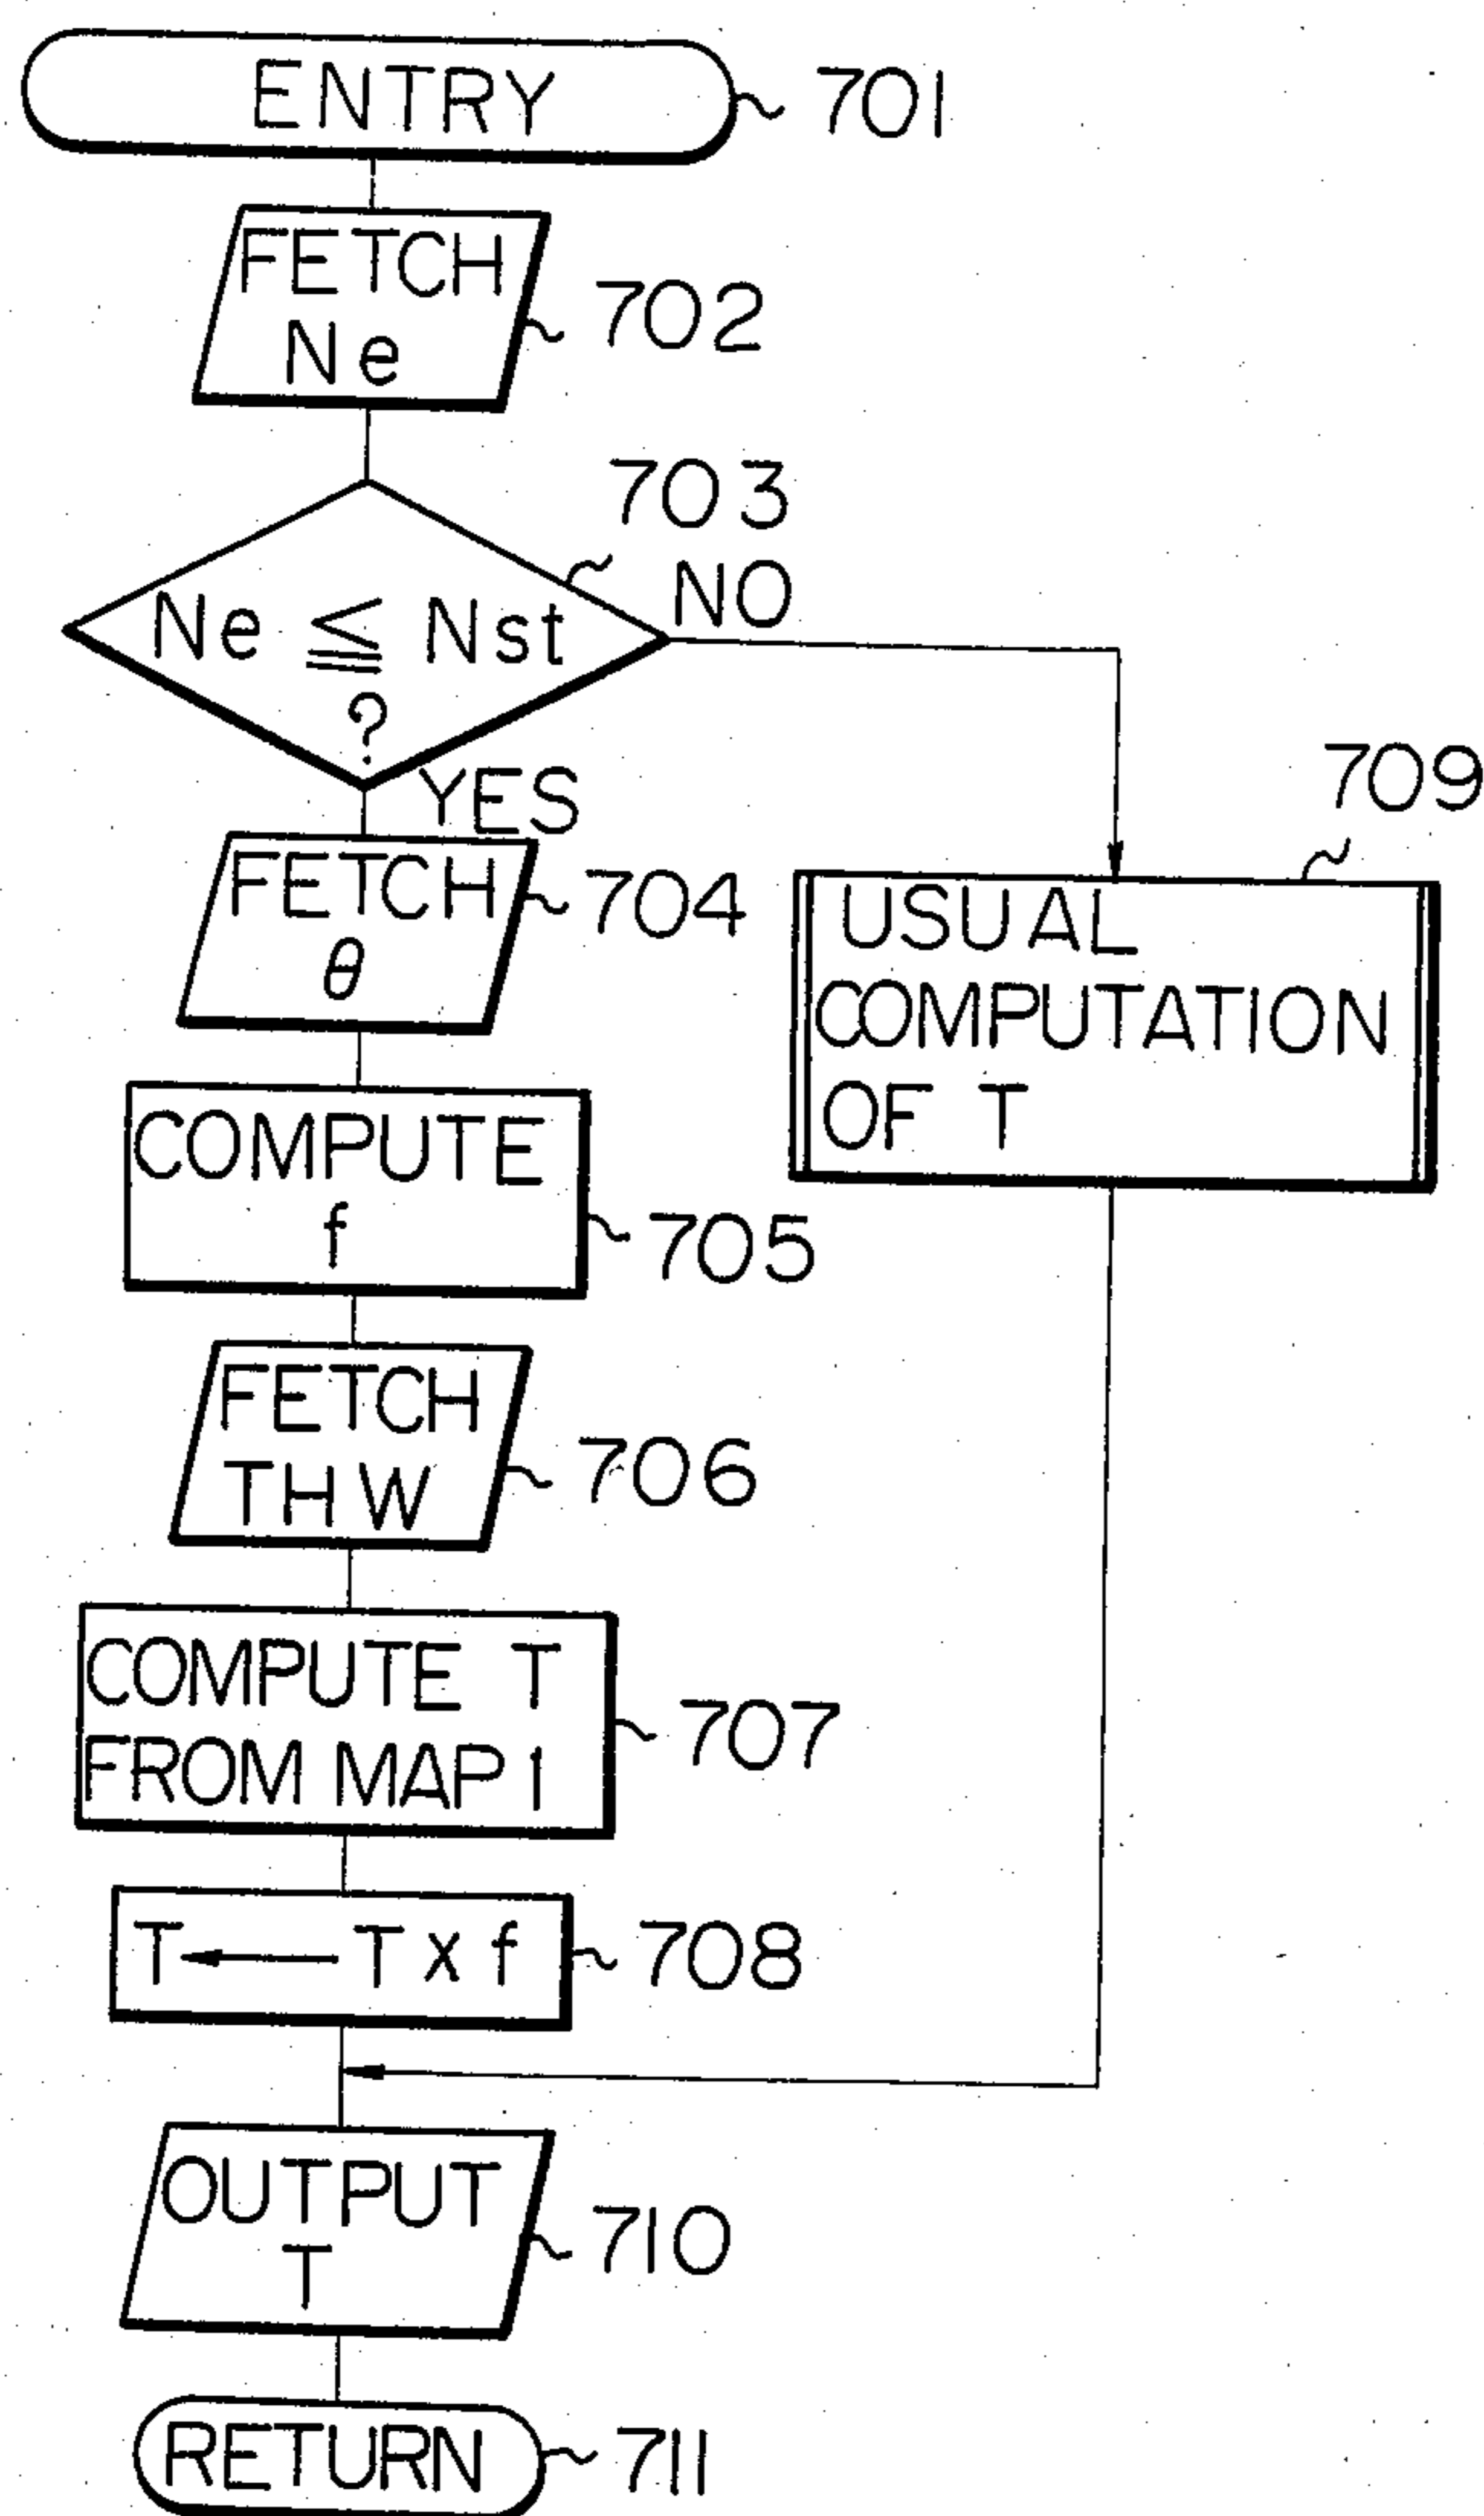 ENTRY 701
FETCH
Ne
702
703
NO
Ne ≦ Nst
?
YES
FETCH
θ
704
709
USUAL
COMPUTATION
OF T
COMPUTE
f
705
FETCH
THW
706
COMPUTE T
FROM MAP 1
707
T ← T x f 708
OUTPUT
T
710
RETURN 711